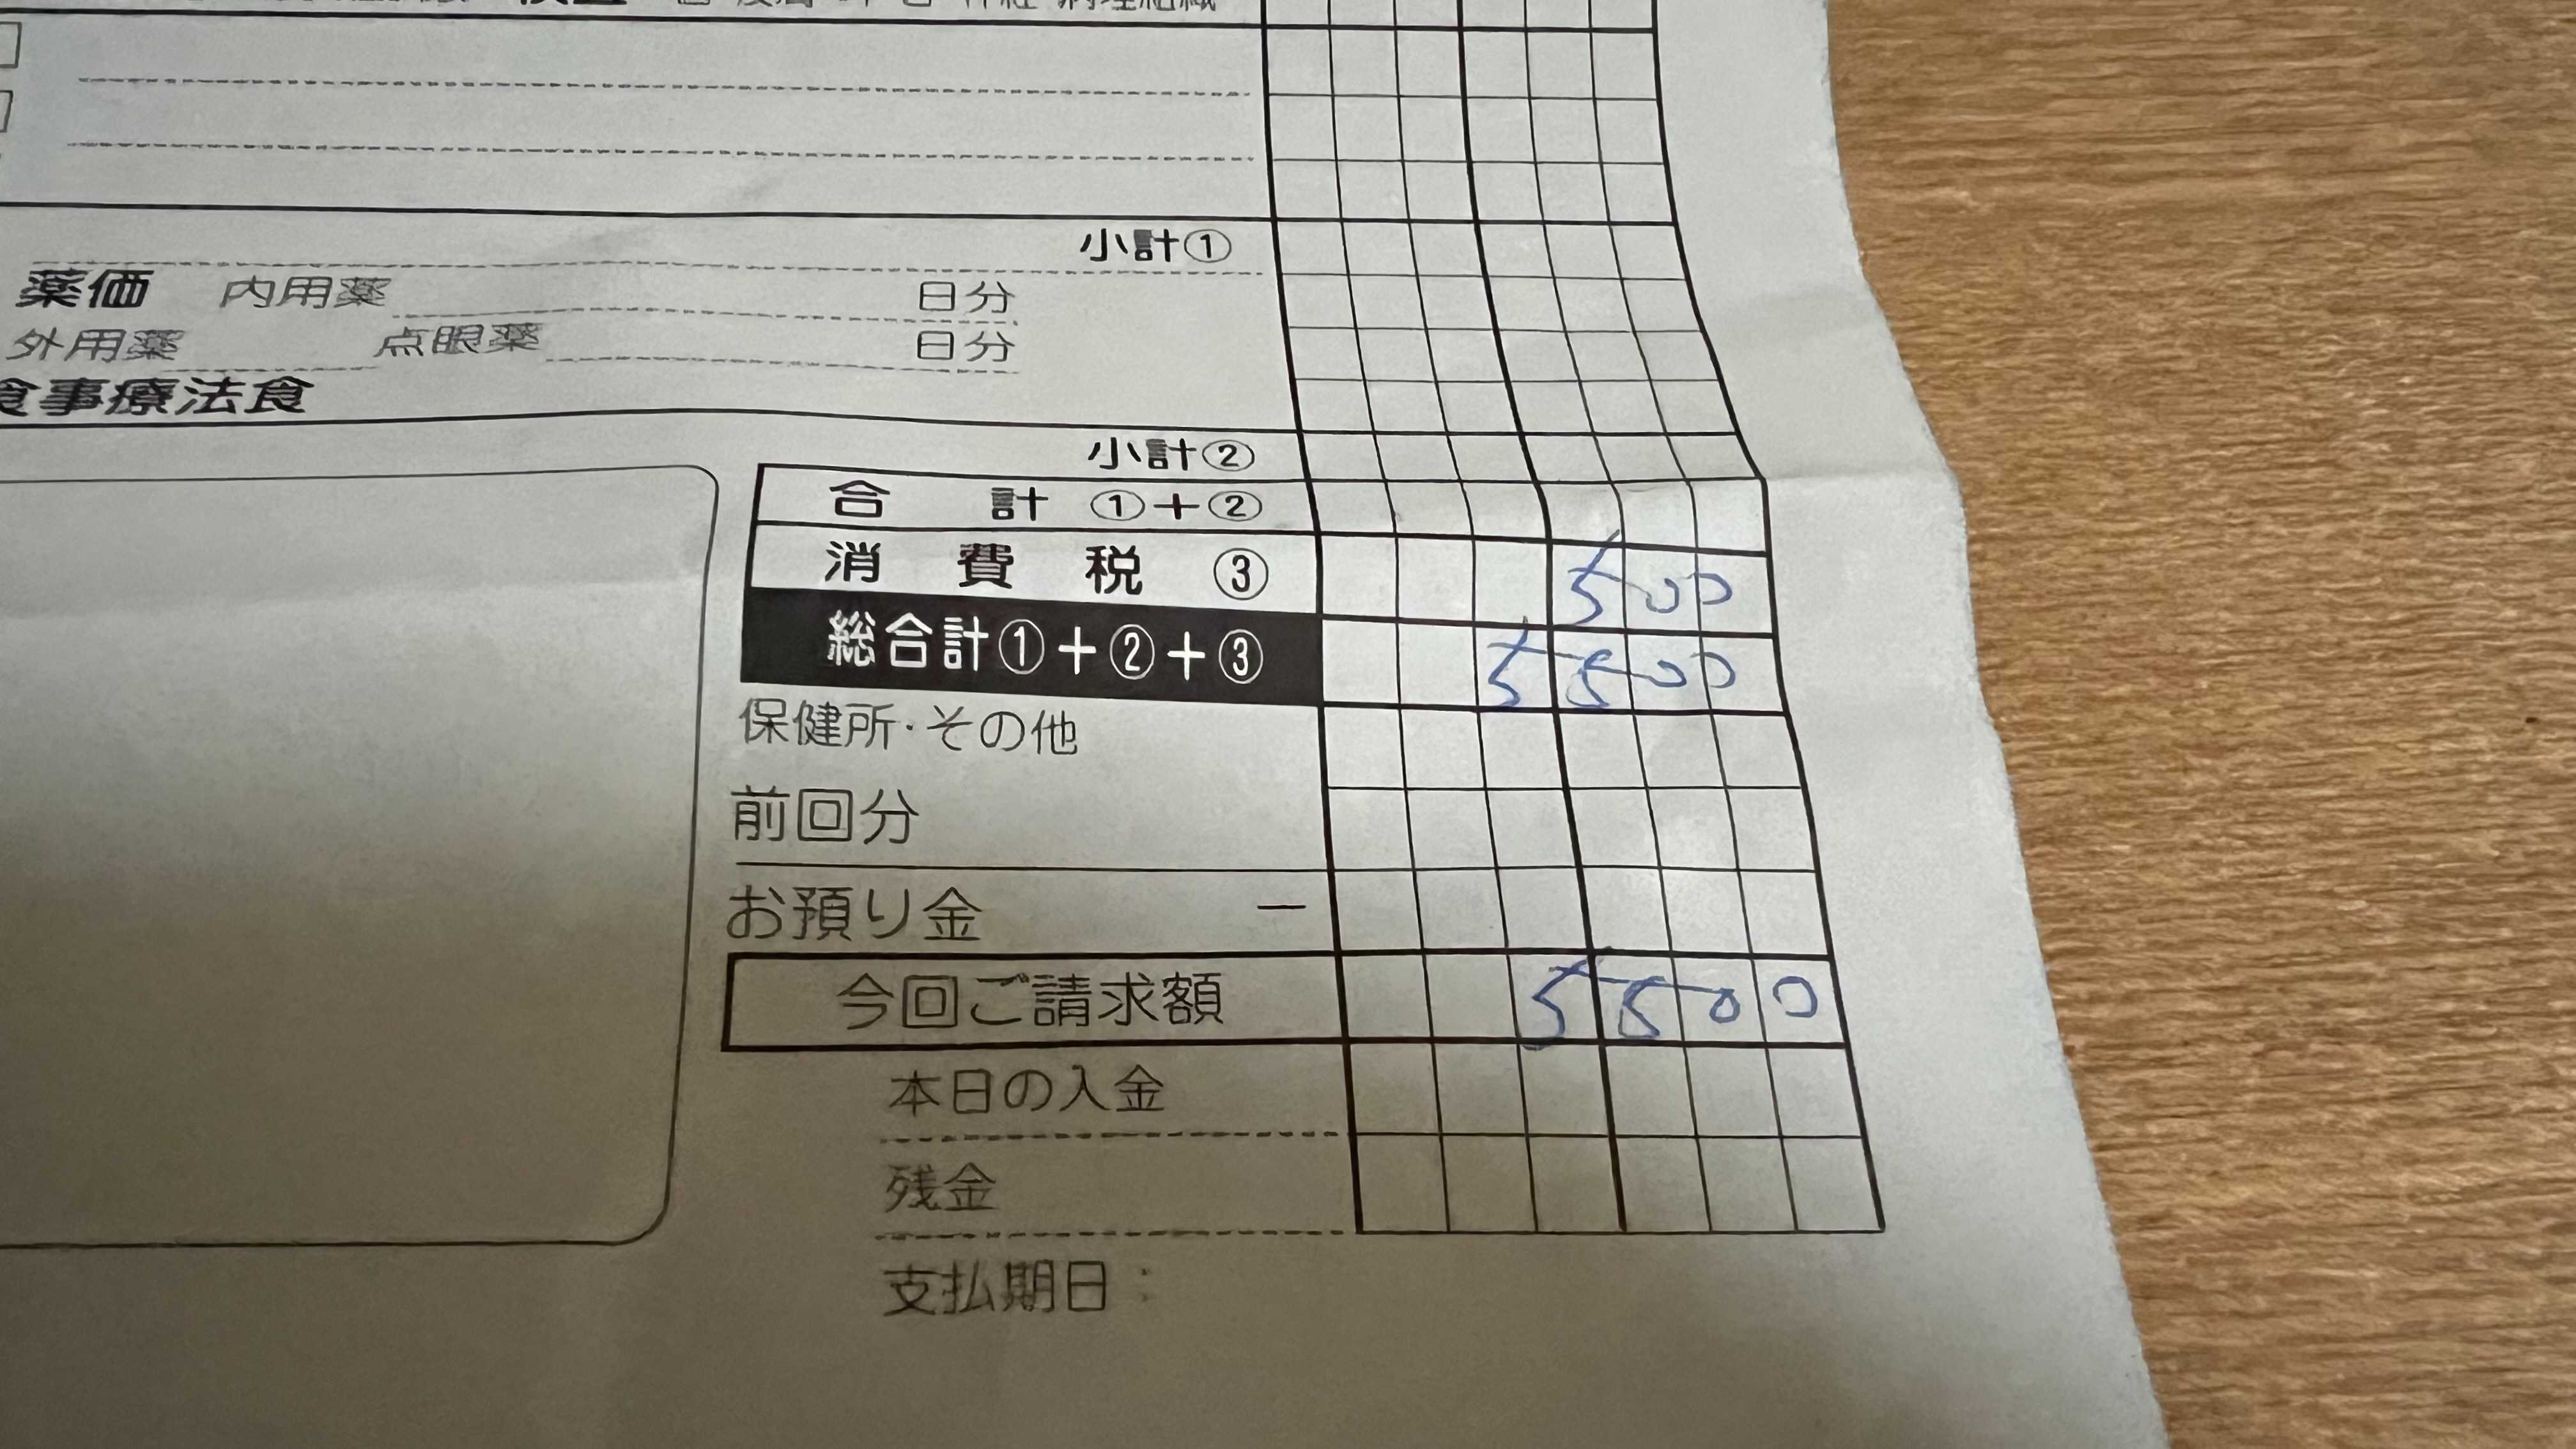 小計①
薬価 内用薬 日分
外用薬 点眼薬 日分
食事療法食
小計②
合計 ①+②
消費税 ③ 500
総合計①+②+③ 5500
保健所・その他
前回分
お預り金 ー
今回ご請求額 5500
本日の入金
残金
支払期日: